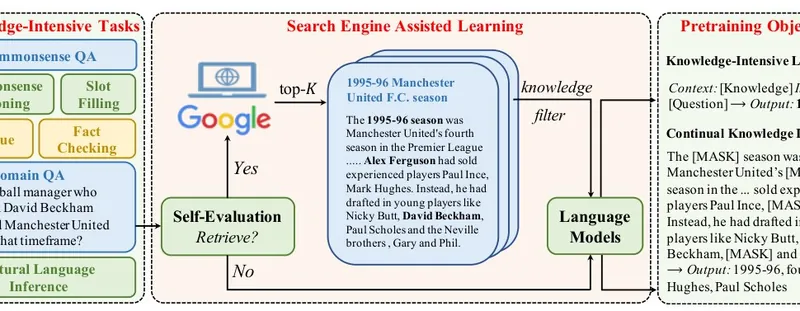 dge-Intensive Tasks
mmonsense QA
onsense
oning
Slot
Filling
ue
Fact
Checking
omain QA
ball manager who
David Beckham
Manchester United
hat timeframe?
tural Language
Inference
Search Engine Assisted Learning
Google
top-K
Yes
Self-Evaluation
Retrieve?
No
1995-96 Manchester
United F.C. season
The 1995-96 season was
Manchester United's fourth
season in the Premier League
..... Alex Ferguson had sold
experienced players Paul Ince,
Mark Hughes. Instead, he had
drafted in young players like
Nicky Butt, David Beckham,
Paul Scholes and the Neville
brothers , Gary and Phil.
knowledge
filter
Language
Models
Pretraining Obje
Knowledge-Intensive L
Context: [Knowledge] I
[Question] → Output: 1
Continual Knowledge
The [MASK] season was
Manchester United's [M
season in the ... sold exp
players Paul Ince, [MAS
Instead, he had drafted in
players like Nicky Butt,
Beckham, [MASK] and
→ Output: 1995-96, fou
Hughes, Paul Scholes